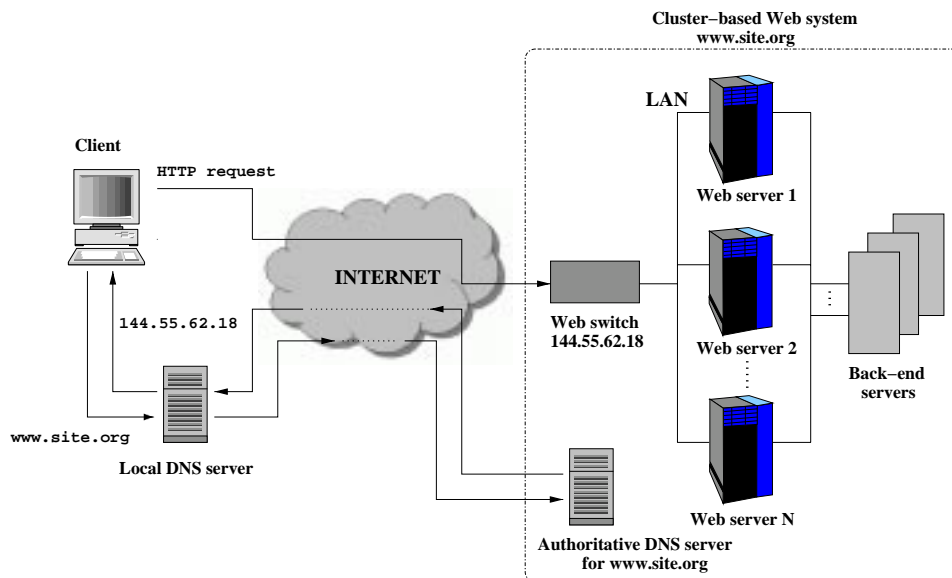 Cluster−based Web system
www.site.org
LAN
Client
HTTP request
Web server 1
INTERNET
144.55.62.18
Web switch
144.55.62.18
Web server 2
Back−end
servers
www.site.org
Local DNS server
Web server N
Authoritative DNS server
for www.site.org